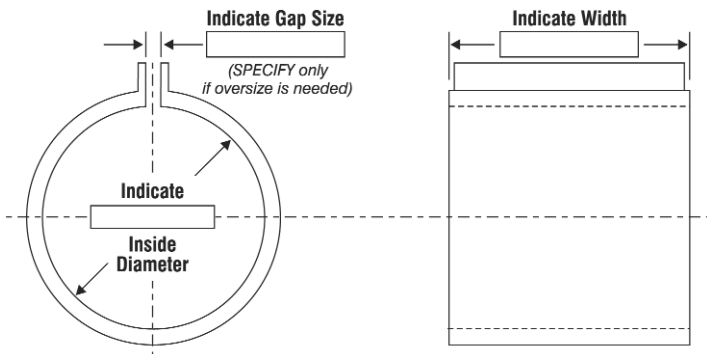 Indicate Gap Size
(SPECIFY only
if oversize is needed)
Indicate Width
Indicate
Inside
Diameter